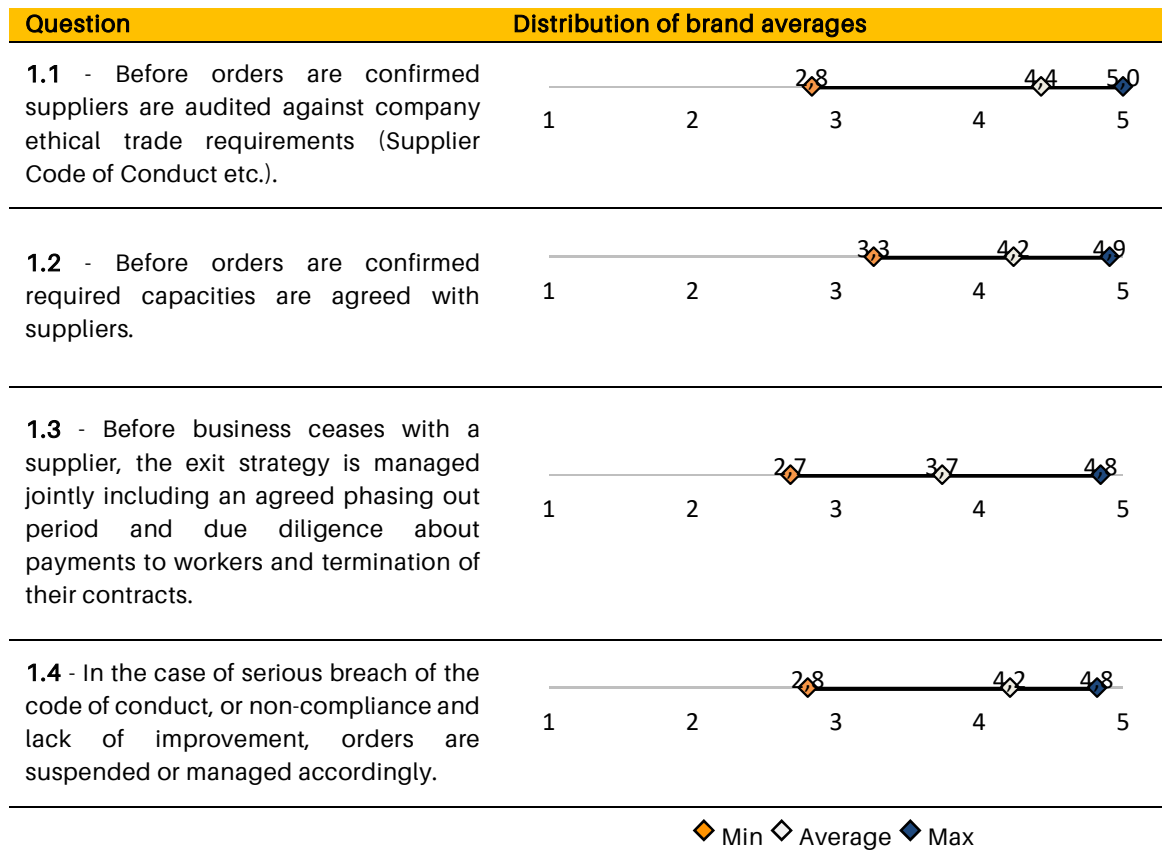 Question Distribution of brand averages
1.1 - Before orders are confirmed
suppliers are audited against company
ethical trade requirements (Supplier
Code of Conduct etc.).
2,8 4,4 5,0
1 2 3 4 5
1.2 - Before orders are confirmed
required capacities are agreed with
suppliers.
3,3 4,2 4,9
1 2 3 4 5
1.3 - Before business ceases with a
supplier, the exit strategy is managed
jointly including an agreed phasing out
period and due diligence about
payments to workers and termination of
their contracts.
2,7 3,7 4,8
1 2 3 4 5
1.4 - In the case of serious breach of the
code of conduct, or non-compliance and
lack of improvement, orders are
suspended or managed accordingly.
2,8 4,2 4,8
1 2 3 4 5
Min Average Max